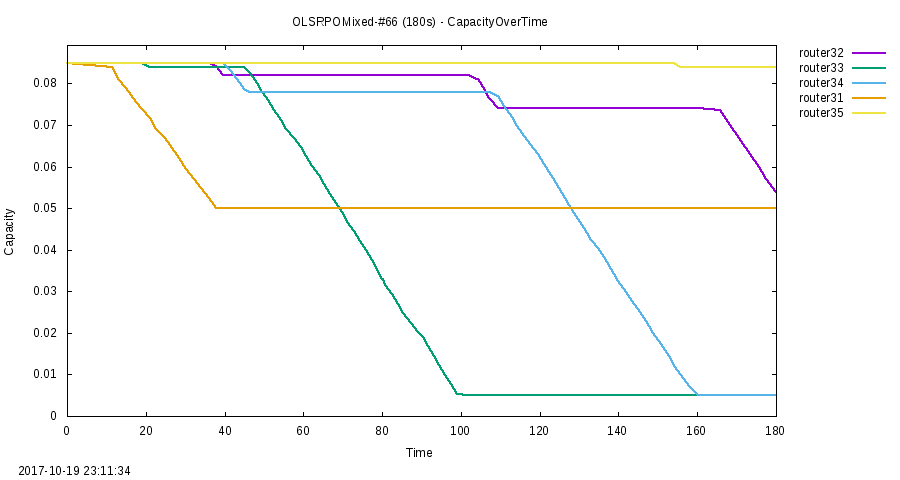 OLSRPOMixed-#66 (180s) - CapacityOverTime
router32
router33
router34
router31
router35
Capacity
0.08
0.07
0.06
0.05
0.04
0.03
0.02
0.01
0
0 20 40 60 80 100 120 140 160 180
Time
2017-10-19 23:11:34